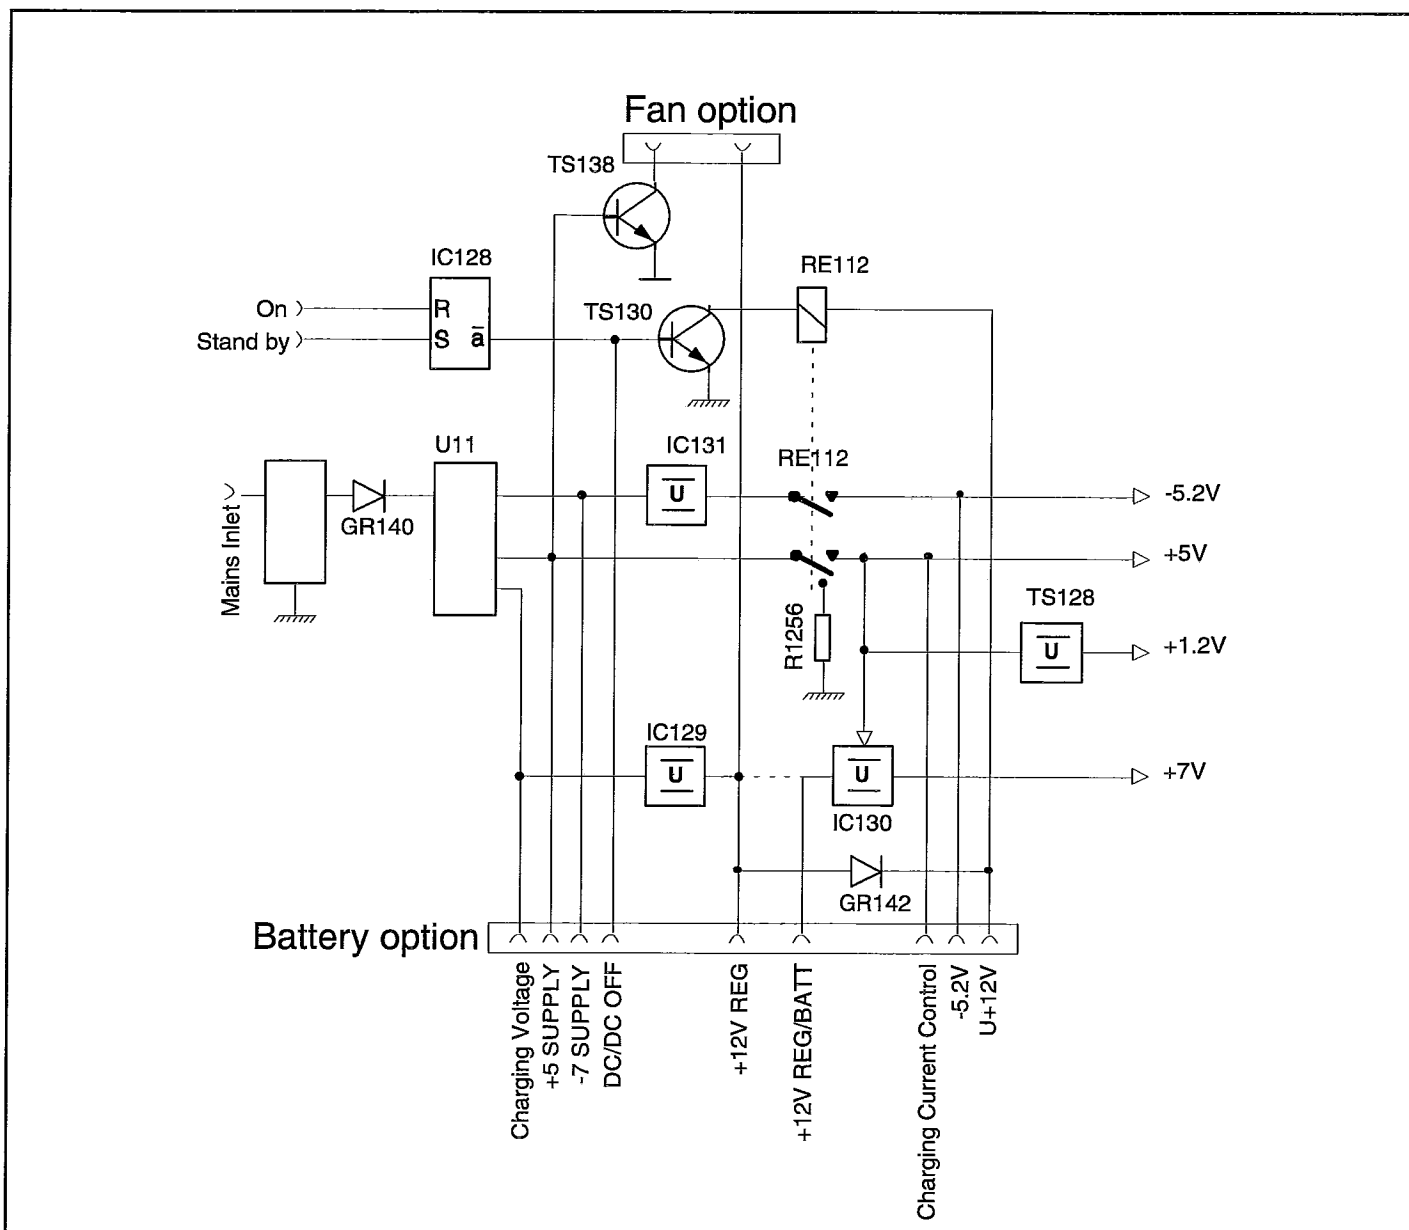 Fan option
TS138
IC128
RE112
On
R
TS130
Stand by
S
a
U11
IC131
RE112
U
-5.2V
GR140
Mains Inlet
+5V
TS128
R1256
U
+1.2V
IC129
U
U
+7V
IC130
GR142
Battery option
Charging Voltage
+5 SUPPLY
-7 SUPPLY
DC/DC OFF
+12V REG
+12V REG/BATT
Charging Current Control
-5.2V
U+12V